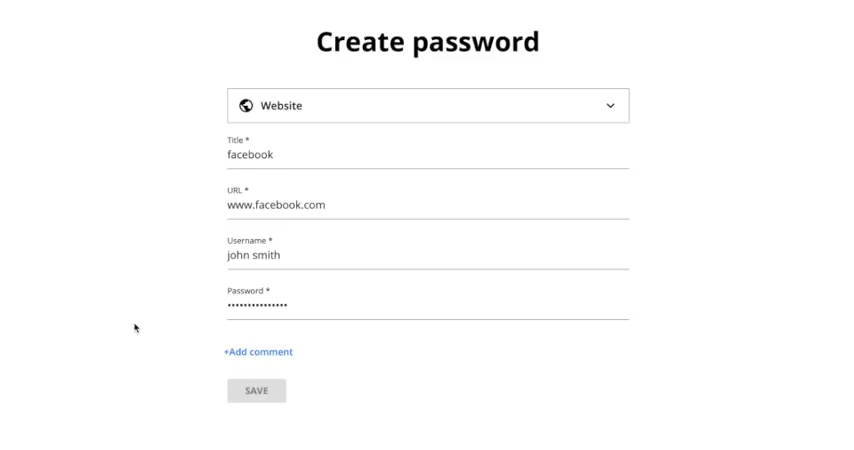 Create password
Website
Title *
facebook
URL *
www.facebook.com
Username *
john smith
Password *
•••••••••••••••
+Add comment
SAVE